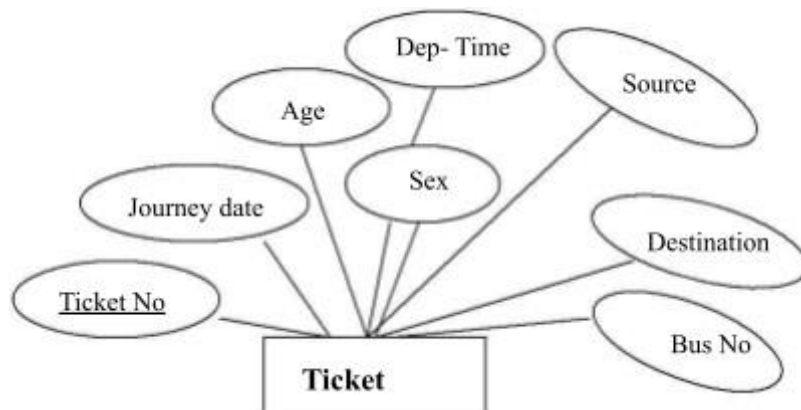 Dep- Time
Source
Age
Sex
Journey date
Destination
Ticket No
Bus No
Ticket